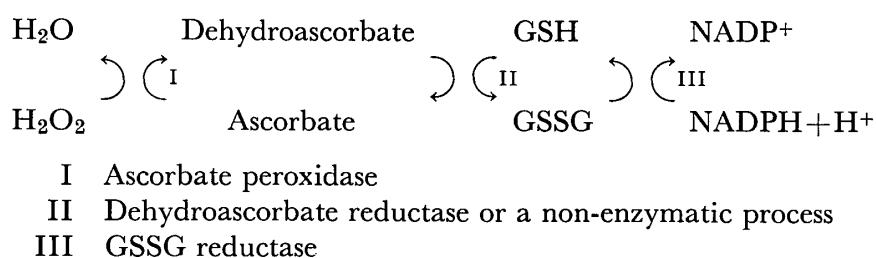 H₂O Dehydroascorbate GSH NADP⁺
I II III
H₂O₂ Ascorbate GSSG NADPH+H⁺
I Ascorbate peroxidase
II Dehydroascorbate reductase or a non-enzymatic process
III GSSG reductase